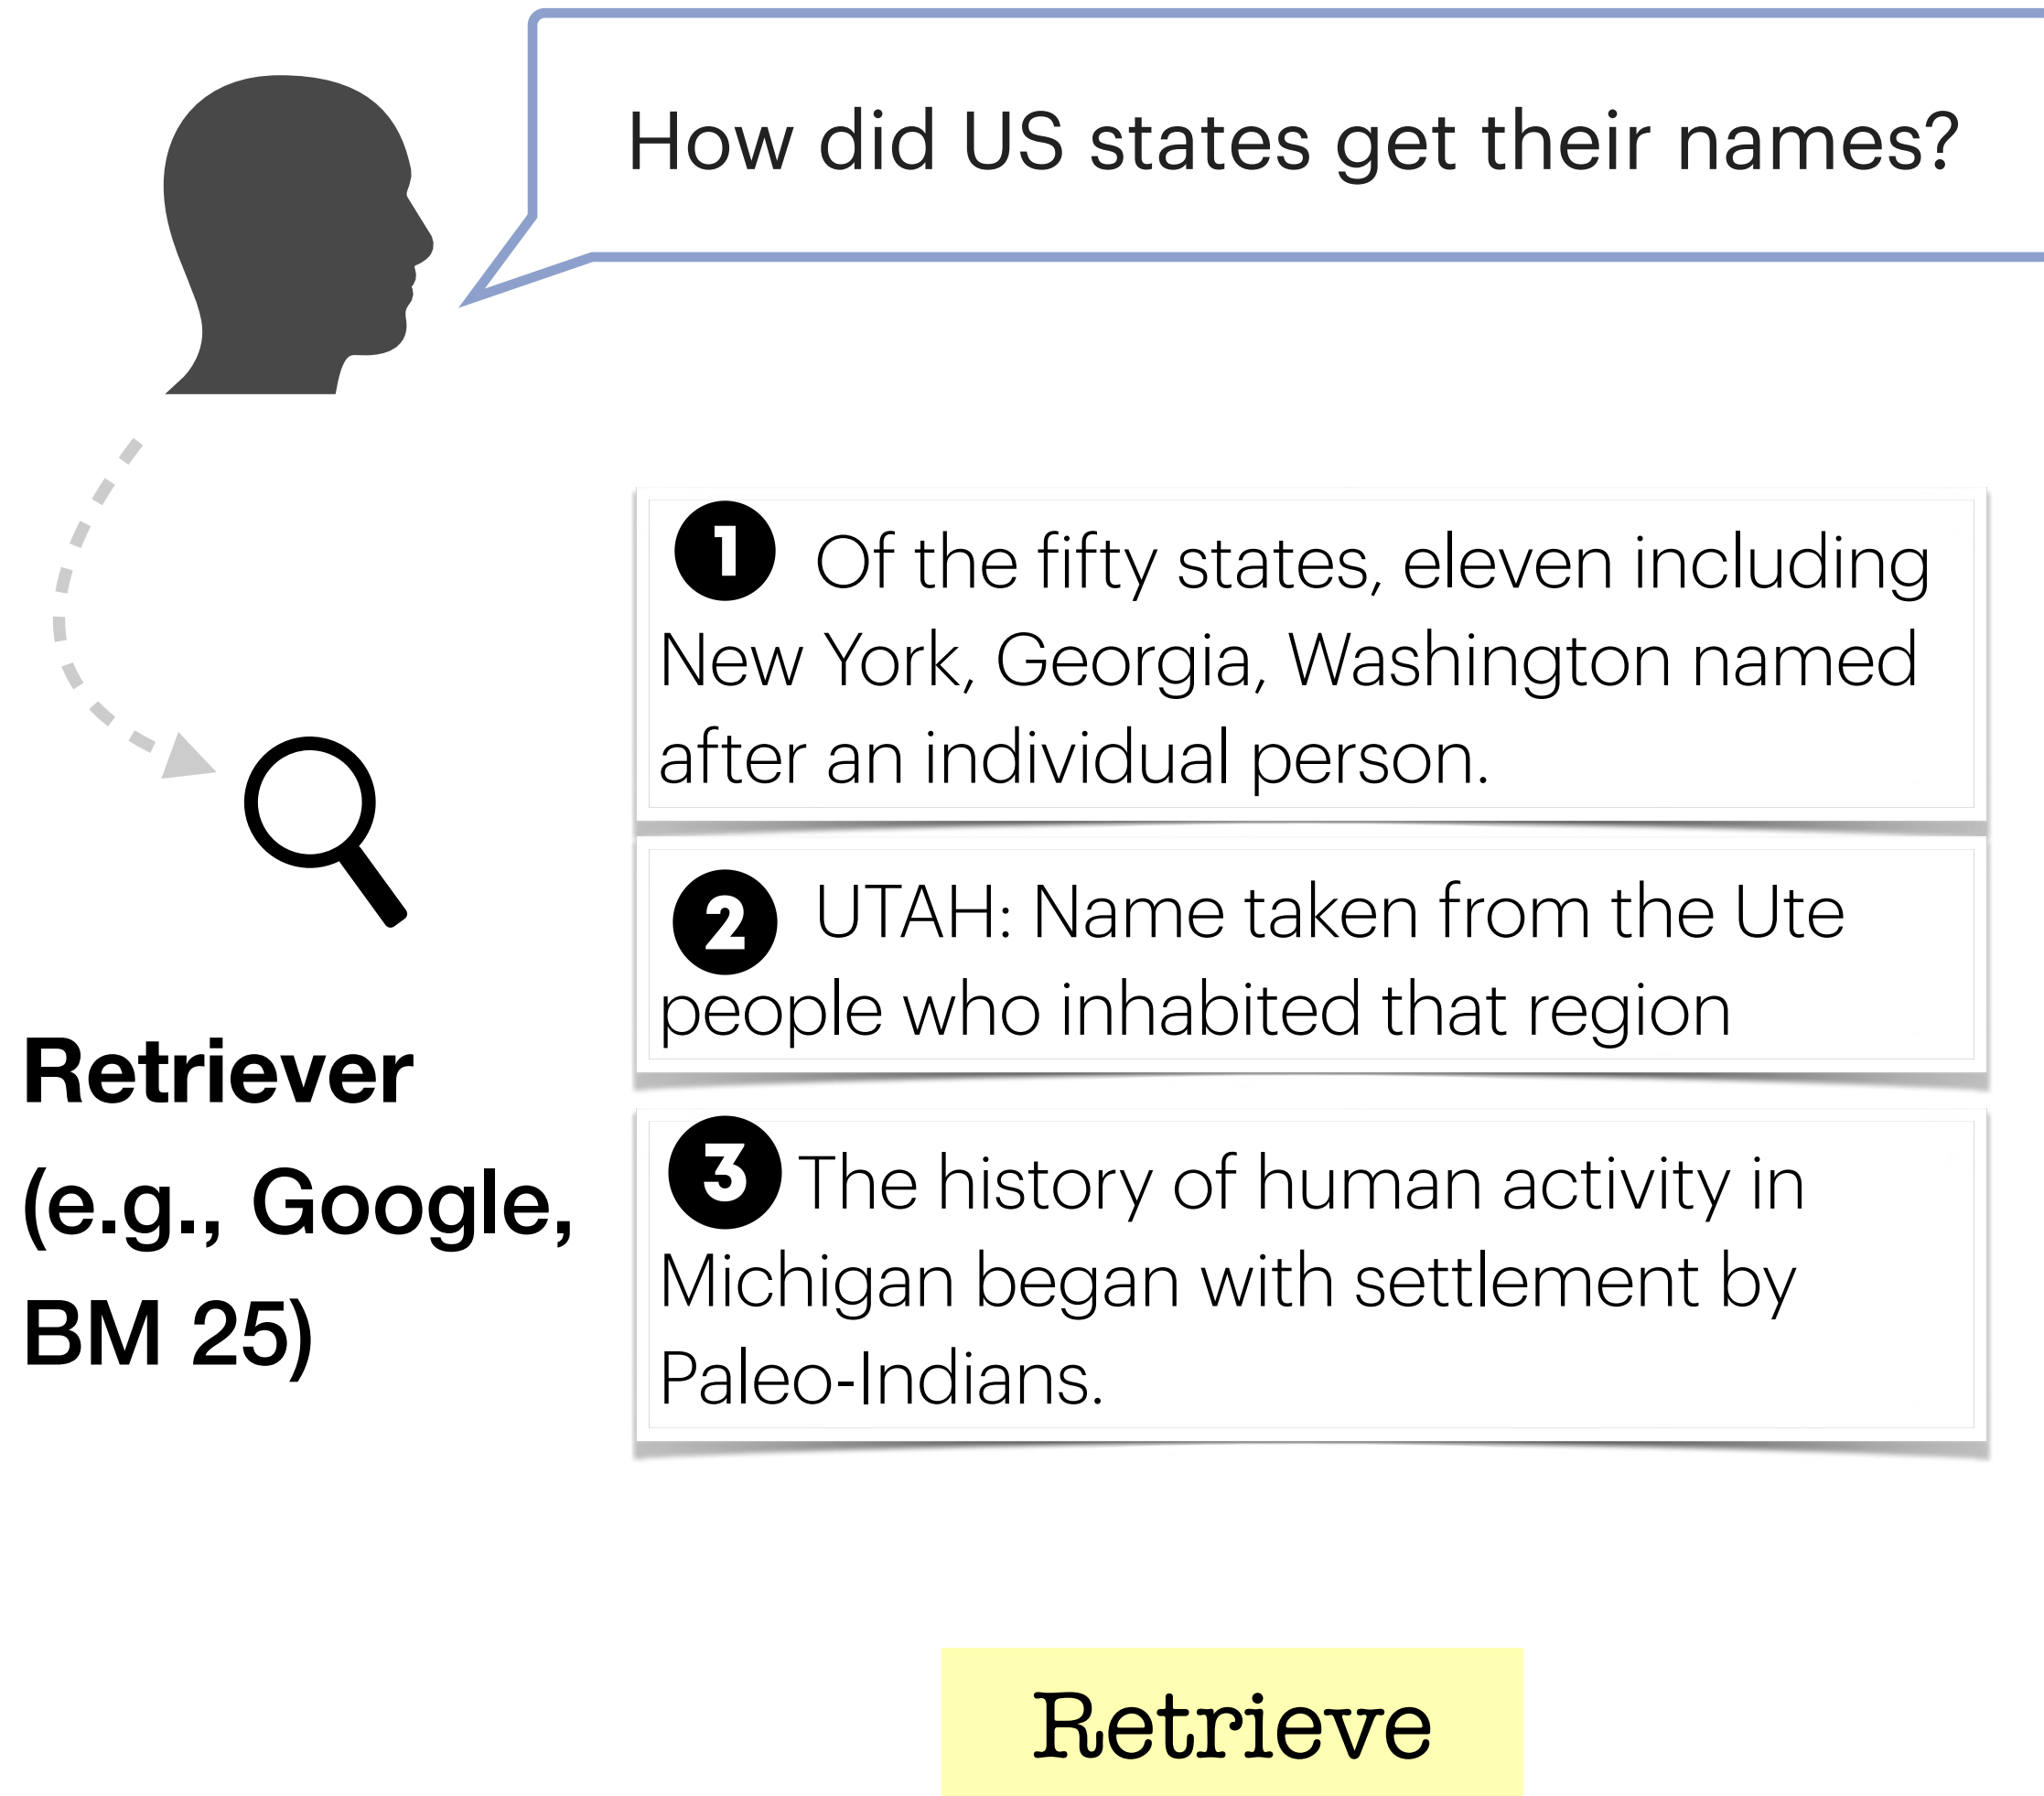 How did US states get their names?
1 Of the fifty states, eleven including
New York, Georgia, Washington named
after an individual person.
2 UTAH: Name taken from the Ute
people who inhabited that region
3 The history of human activity in
Michigan began with settlement by
Paleo-Indians.
Retriever
(e.g., Google,
BM 25)
Retrieve